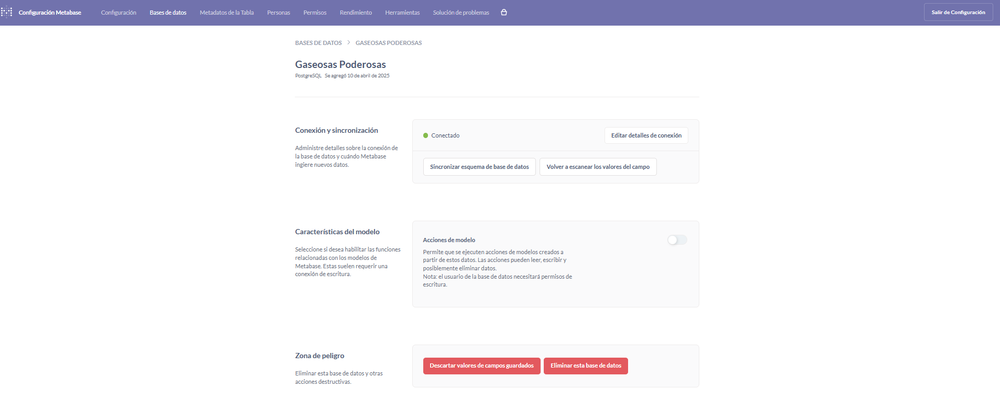 Configuración Metabase
Configuración
Bases de datos
Metadatos de la Tabla
Personas
Permisos
Rendimiento
Herramientas
Solución de problemas
Salir de Configuración
BASES DE DATOS > GASEOSAS PODEROSAS
Gaseosas Poderosas
PostgreSQL Se agregó 10 de abril de 2025
Conexión y sincronización
Administre detalles sobre la conexión de
la base de datos y cuándo Metabase
ingiere nuevos datos.
Conectado
Editar detalles de conexión
Sincronizar esquema de base de datos
Volver a escanear los valores del campo
Características del modelo
Seleccione si desea habilitar las funciones
relacionadas con los modelos de
Metabase. Estas suelen requerir una
conexión de escritura.
Acciones de modelo
Permite que se ejecuten acciones de modelos creados a
partir de estos datos. Las acciones pueden leer, escribir y
posiblemente eliminar datos.
Nota: el usuario de la base de datos necesitará permisos de
escritura.
Zona de peligro
Eliminar esta base de datos y otras
acciones destructivas.
Descartar valores de campos guardados
Eliminar esta base de datos